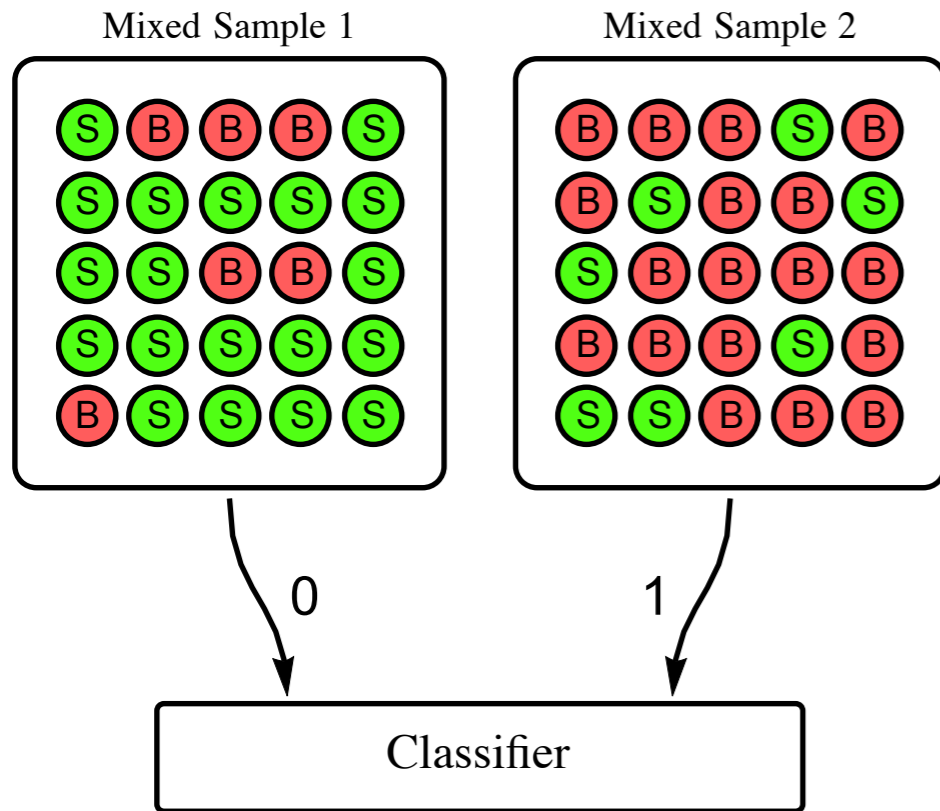 Mixed Sample 1 Mixed Sample 2
S B B B S B B B S B
S S S S S B S B B S
S S B B S S B B B B
S S S S S B B B S B
B S S S S S S B B B
0 1
Classifier